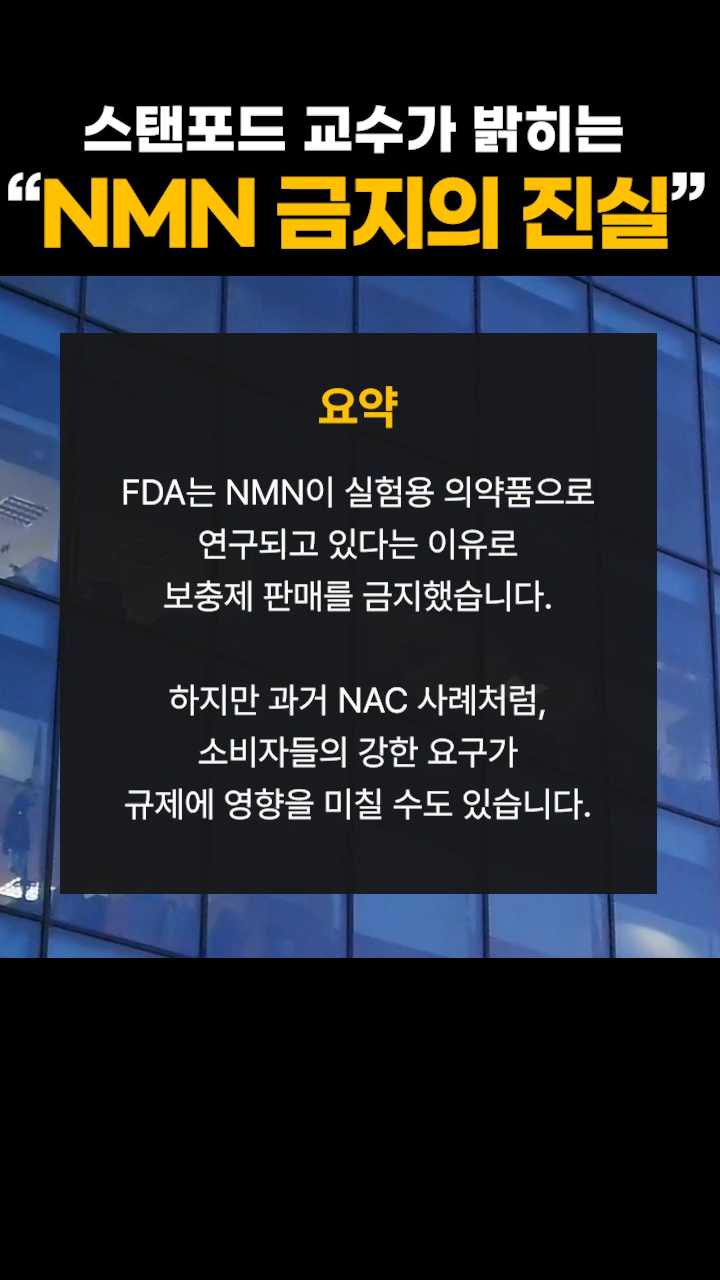 스탠포드 교수가 밝히는
“NMN 금지의 진실”
요약
FDA는 NMN이 실험용 의약품으로
연구되고 있다는 이유로
보충제 판매를 금지했습니다.
하지만 과거 NAC 사례처럼,
소비자들의 강한 요구가
규제에 영향을 미칠 수도 있습니다.